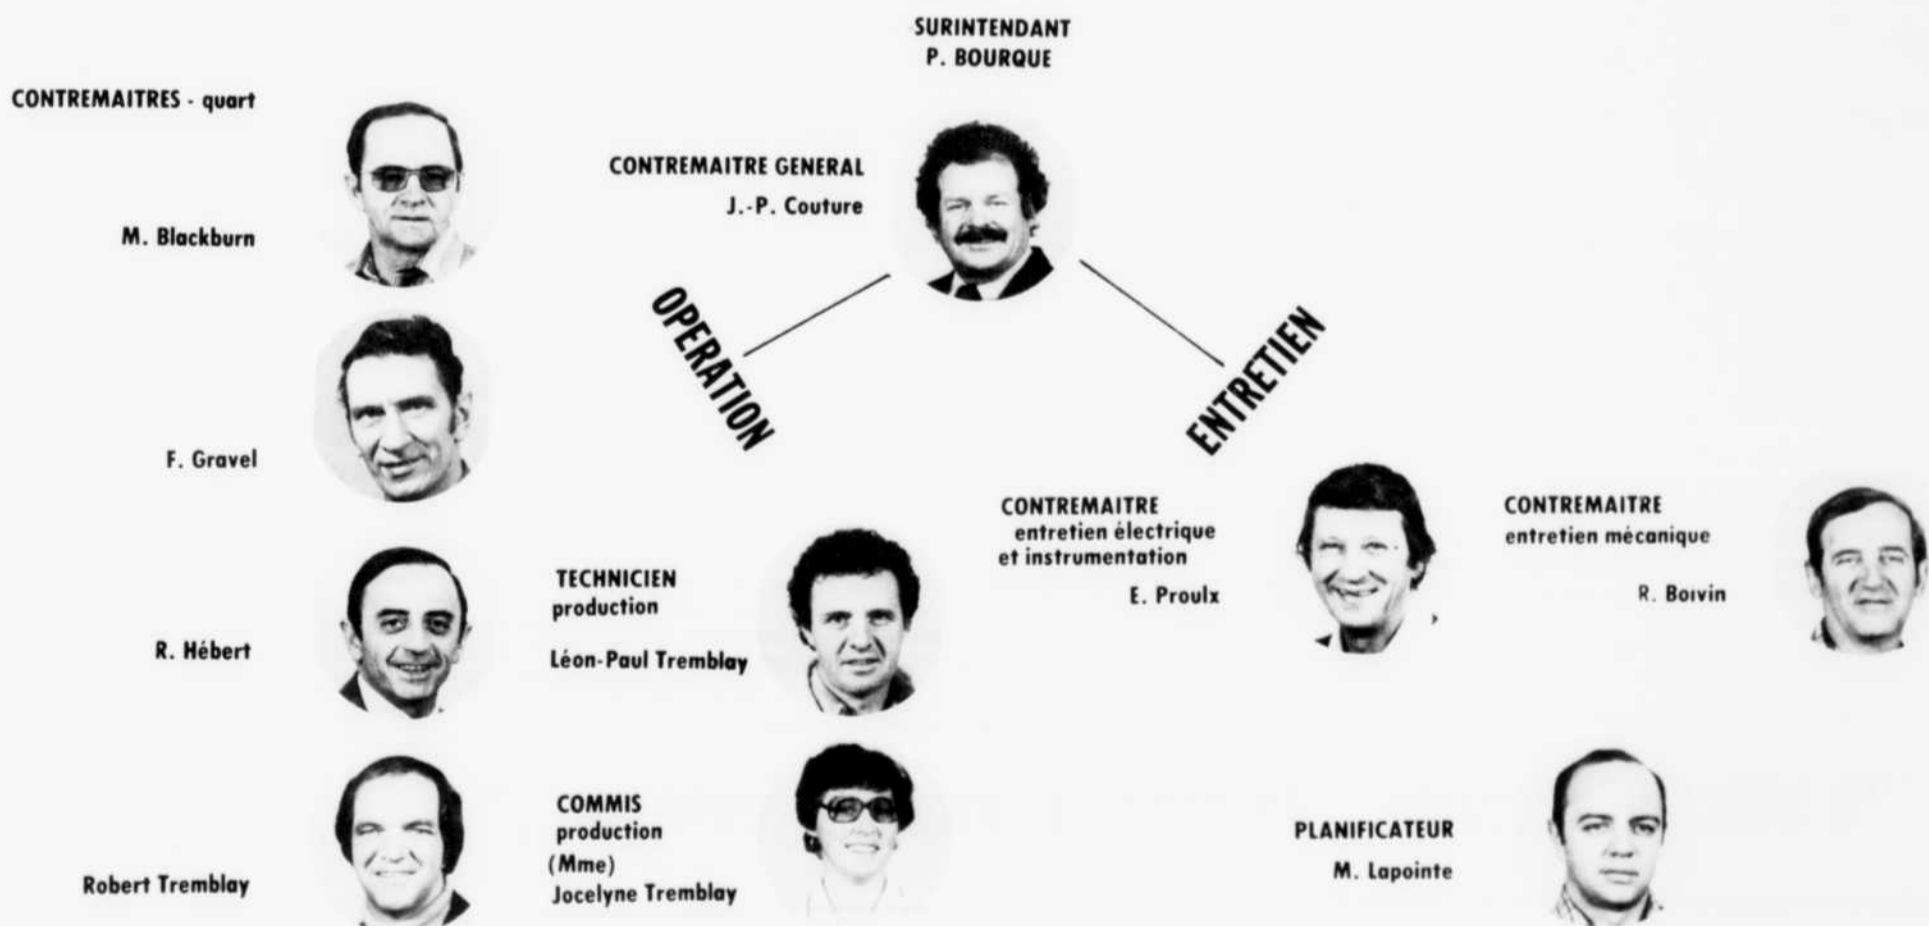 SURINTENDANT
P. BOURQUE
CONTREMAITRES - quart
CONTREMAITRE GENERAL
J.-P. Couture
M. Blackburn
OPERATION
ENTRETIEN
F. Gravel
CONTREMAITRE
entretien électrique
et instrumentation
E. Proulx
CONTREMAITRE
entretien mécanique
R. Boivin
TECHNICIEN
production
Léon-Paul Tremblay
R. Hébert
COMMIS
production
(Mme)
Jocelyne Tremblay
Robert Tremblay
PLANIFICATEUR
M. Lapointe